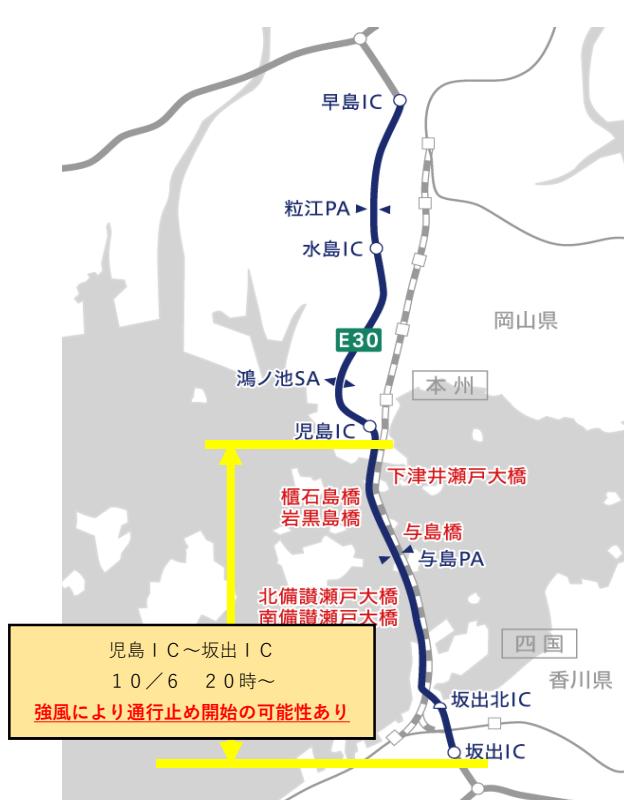 早島IC
粒江PA
水島IC
岡山県
E30
鴻ノ池SA
本州
児島IC
下津井瀬戸大橋
櫃石島橋
岩黒島橋
与島橋
与島PA
北備讃瀬戸大橋
南備讃瀬戸大橋
児島ＩＣ～坂出ＩＣ
１０／６　２０時～
強風により通行止め開始の可能性あり
四国
香川県
坂出北IC
坂出IC